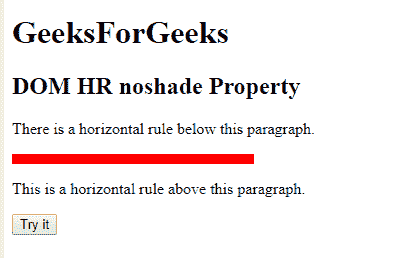 GeeksForGeeks
DOM HR noshade Property
There is a horizontal rule below this paragraph.
This is a horizontal rule above this paragraph.
Try it